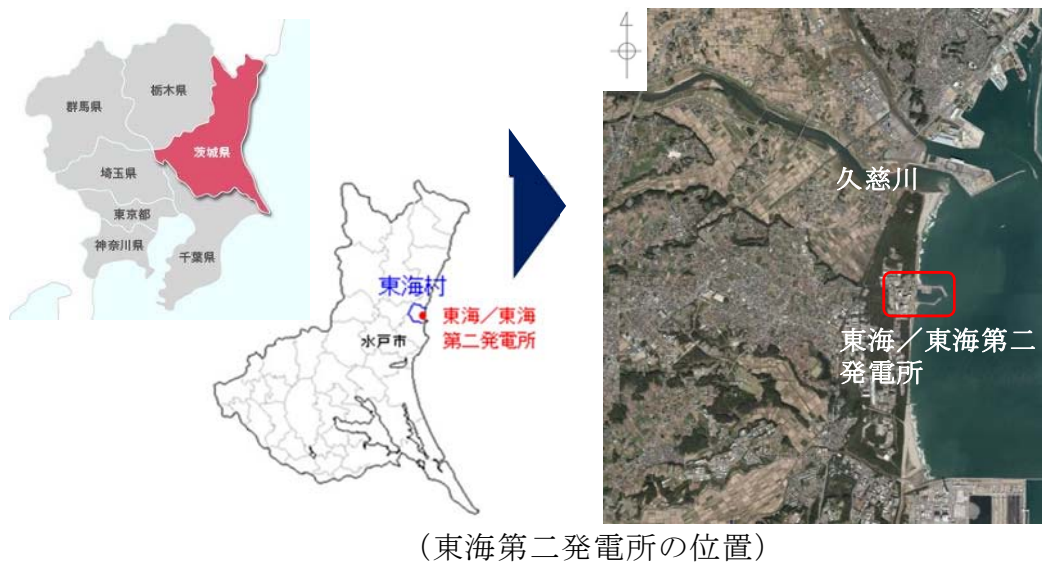 群馬県
栃木県
茨城県
埼玉県
東京都
神奈川県
千葉県
東海村
東海/東海
第二発電所
水戸市
4
久慈川
東海/東海第二
発電所
(東海第二発電所の位置)